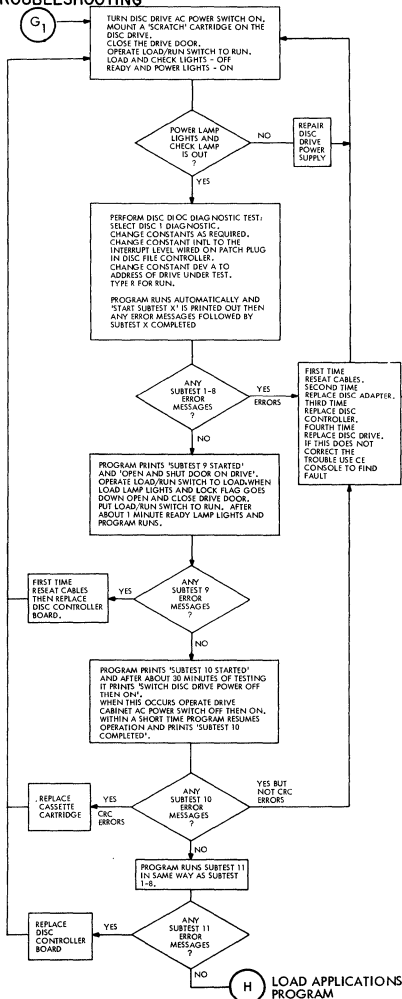 TROUBLESHOOTING
G1
TURN DISC DRIVE AC POWER SWITCH ON.
MOUNT A 'SCRATCH' CARTRIDGE ON THE
DISC DRIVE.
CLOSE THE DRIVE DOOR.
OPERATE LOAD/RUN SWITCH TO RUN.
LOAD AND CHECK LIGHTS - OFF
READY AND POWER LIGHTS - ON
POWER LAMP
LIGHTS AND
CHECK LAMP
IS OUT
?
NO
REPAIR
DISC
DRIVE
POWER
SUPPLY
YES
PERFORM DISC DIOC DIAGNOSTIC TEST:
SELECT DISC 1 DIAGNOSTIC.
CHANGE CONSTANTS AS REQUIRED.
CHANGE CONSTANT INTL TO THE
INTERRUPT LEVEL WIRED ON PATCH PLUG
IN DISC FILE CONTROLLER.
CHANGE CONSTANT DEV A TO
ADDRESS OF DRIVE UNDER TEST.
TYPE R FOR RUN.
PROGRAM RUNS AUTOMATICALLY AND
'START SUBTEST X' IS PRINTED OUT THEN
ANY ERROR MESSAGES FOLLOWED BY
SUBTEST X COMPLETED
ANY
SUBTEST 1-8
ERROR
MESSAGES
?
YES
ERRORS
FIRST TIME
RESEAT CABLES.
SECOND TIME
REPLACE DISC ADAPTER.
THIRD TIME
REPLACE DISC
CONTROLLER.
FOURTH TIME
REPLACE DISC DRIVE.
IF THIS DOES NOT
CORRECT THE
TROUBLE USE CE
CONSOLE TO FIND
FAULT
NO
PROGRAM PRINTS 'SUBTEST 9 STARTED'
AND 'OPEN AND SHUT DOOR ON DRIVE'.
OPERATE LOAD/RUN SWITCH TO LOAD.WHEN
LOAD LAMP LIGHTS AND LOCK FLAG GOES
DOWN OPEN AND CLOSE DRIVE DOOR.
PUT LOAD/RUN SWITCH TO RUN. AFTER
ABOUT 1 MINUTE READY LAMP LIGHTS AND
PROGRAM RUNS.
FIRST TIME
RESEAT CABLES
THEN REPLACE
DISC CONTROLLER
BOARD.
YES
ANY
SUBTEST 9
ERROR
MESSAGES
?
NO
PROGRAM PRINTS 'SUBTEST 10 STARTED'
AND AFTER ABOUT 30 MINUTES OF TESTING
IT PRINTS 'SWITCH DISC DRIVE POWER OFF
THEN ON'.
WHEN THIS OCCURS OPERATE DRIVE
CABINET AC POWER SWITCH OFF THEN ON.
WITHIN A SHORT TIME PROGRAM RESUMES
OPERATION AND PRINTS 'SUBTEST 10
COMPLETED'.
. REPLACE
CASSETTE
CARTRIDGE
YES
CRC
ERRORS
ANY
SUBTEST 10
ERROR
MESSAGES
?
YES BUT
NOT CRC
ERRORS
NO
PROGRAM RUNS SUBTEST 11
IN SAME WAY AS SUBTEST
1-8.
REPLACE
DISC
CONTROLLER
BOARD
YES
ANY
SUBTEST 11
ERROR
MESSAGES
?
NO
H
LOAD APPLICATIONS
PROGRAM